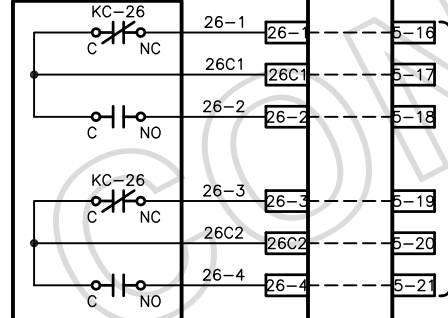 KC-26
C NC 26-1 26-1 5-16
26C1 26C1 5-17
C NO 26-2 26-2 5-18
KC-26
C NC 26-3 26-3 5-19
26C2 26C2 5-20
C NO 26-4 26-4 5-21